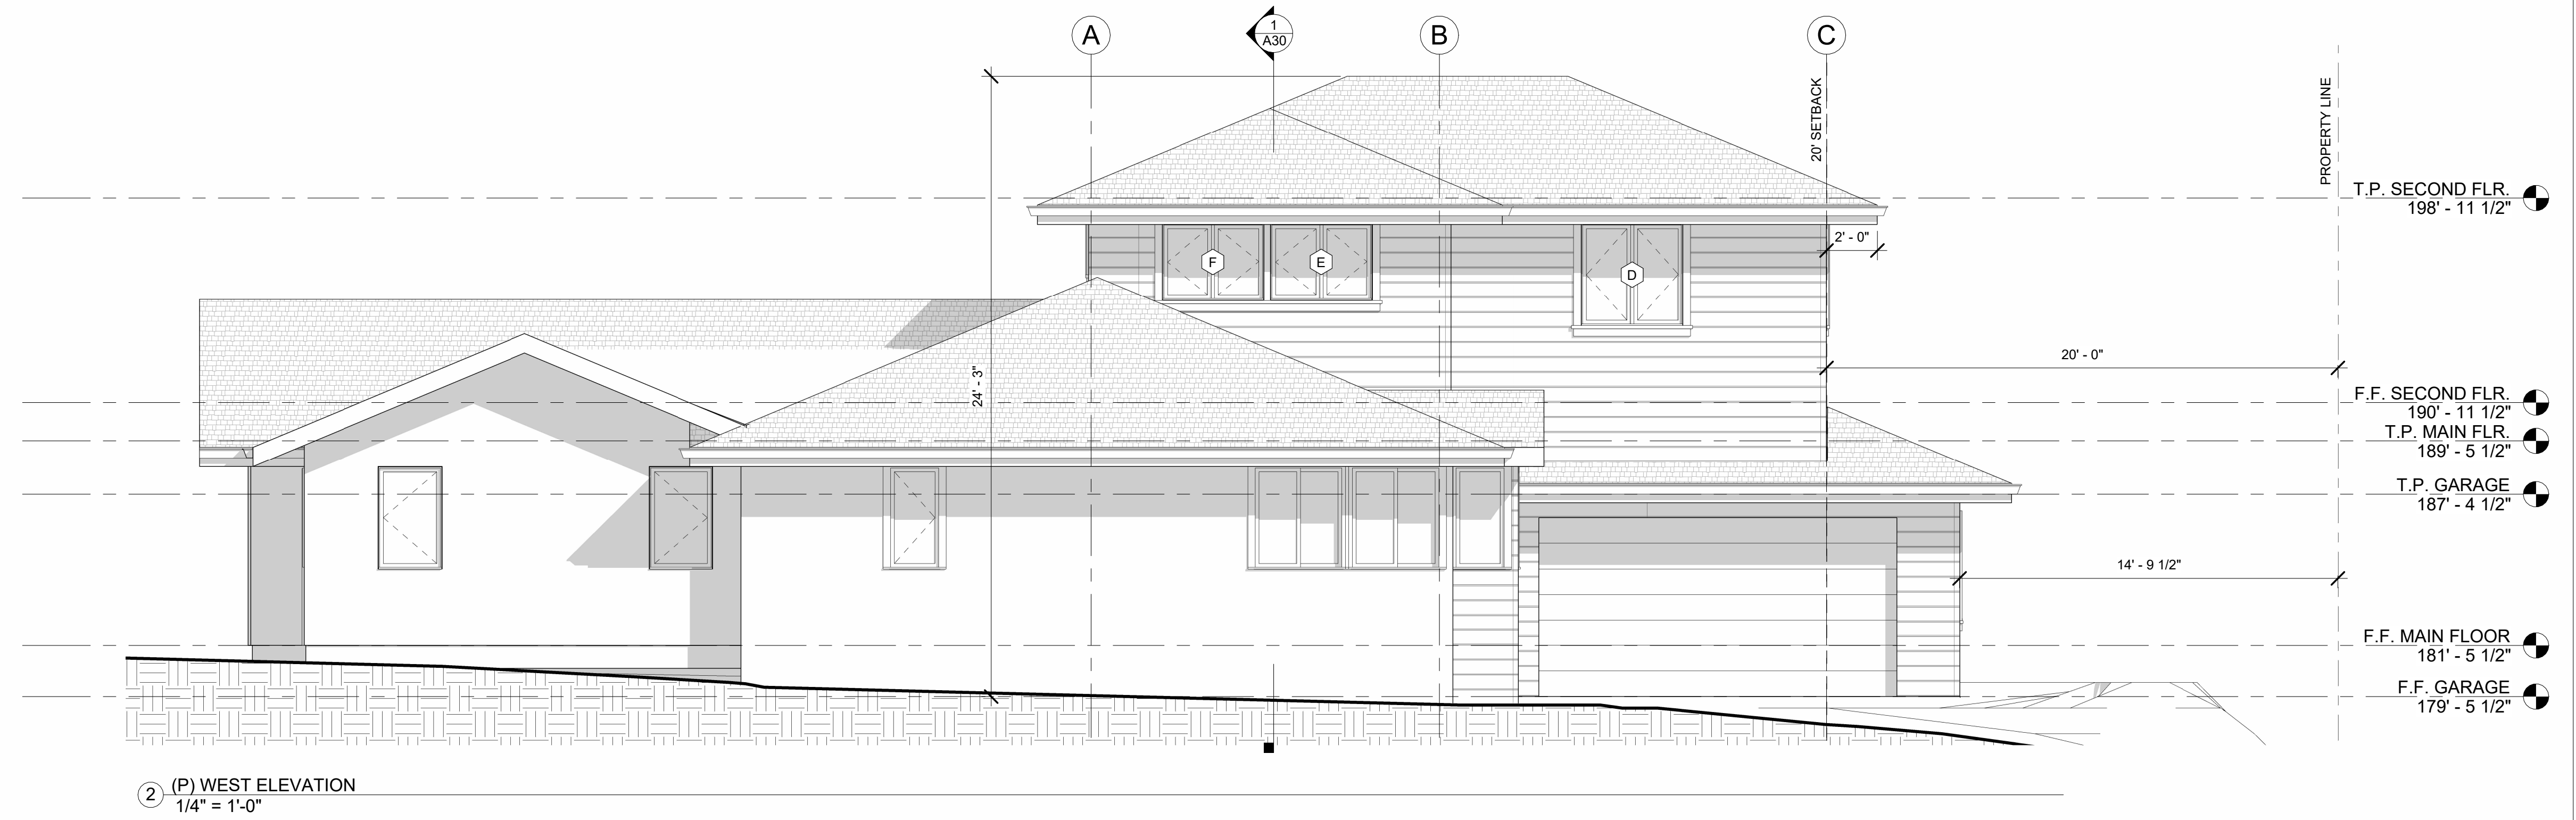 A
1
A30
B
C
20' SETBACK
PROPERTY LINE
T.P. SECOND FLR.
198' - 11 1/2"
2' - 0"
F
E
D
20' - 0"
24' - 3"
F.F. SECOND FLR.
190' - 11 1/2"
T.P. MAIN FLR.
189' - 5 1/2"
T.P. GARAGE
187' - 4 1/2"
14' - 9 1/2"
F.F. MAIN FLOOR
181' - 5 1/2"
F.F. GARAGE
179' - 5 1/2"
2
(P) WEST ELEVATION
1/4" = 1'-0"